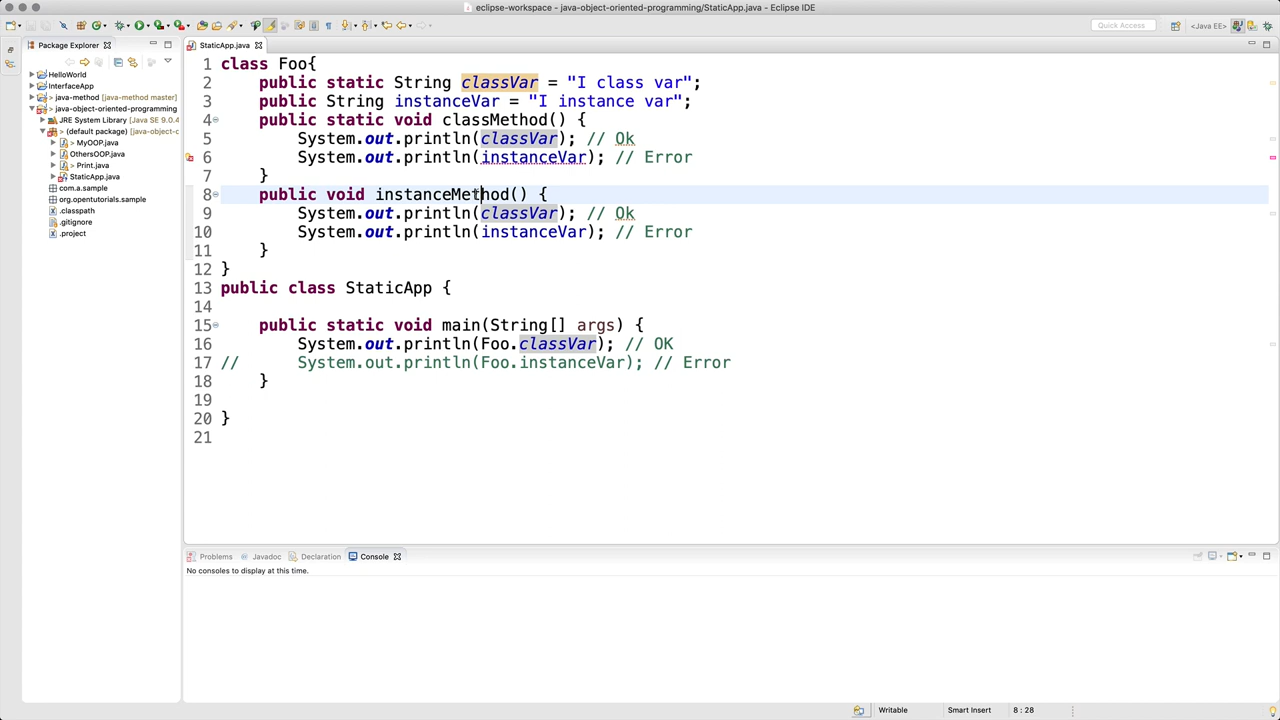 eclipse-workspace - java-object-oriented-programming/StaticApp.java - Eclipse IDE
Quick Access
<Java EE>
Package Explorer
HelloWorld
InterfaceApp
> java-method [java-method master]
> java-object-oriented-programming
JRE System Library [Java SE 9.0.4
> (default package) [java-object-c
> MyOOP.java
OthersOOP.java
> Print.java
StaticApp.java
com.a.sample
org.opentutorials.sample
.classpath
.gitignore
.project
StaticApp.java
1 class Foo{
2 public static String classVar = "I class var";
3 public String instanceVar = "I instance var";
4 public static void classMethod() {
5 System.out.println(classVar); // Ok
6 System.out.println(instanceVar); // Error
7 }
8 public void instanceMethod() {
9 System.out.println(classVar); // Ok
10 System.out.println(instanceVar); // Error
11 }
12 }
13 public class StaticApp {
14
15 public static void main(String[] args) {
16 System.out.println(Foo.classVar); // OK
17 // System.out.println(Foo.instanceVar); // Error
18 }
19
20 }
21
Problems @ Javadoc Declaration Console
No consoles to display at this time.
Writable Smart Insert 8 : 28